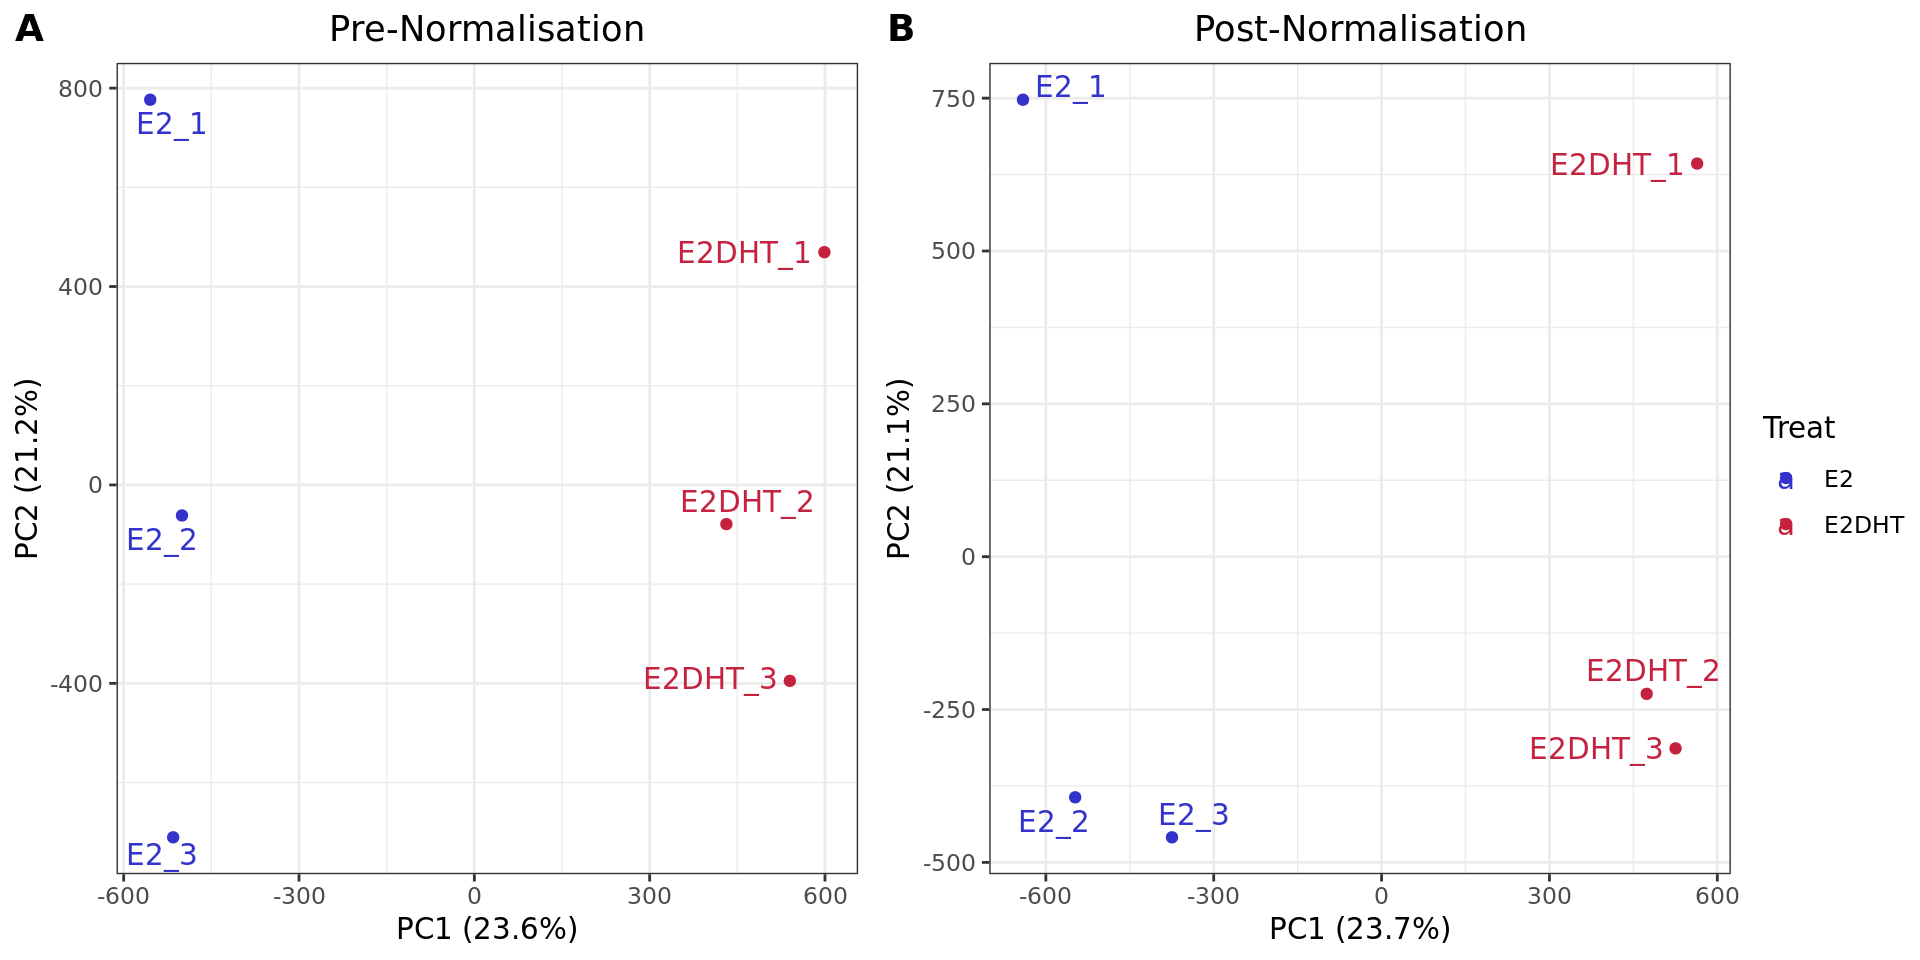 A
Pre-Normalisation
800
400
0
-400
PC2 (21.2%)
E2_1
E2DHT_1
E2DHT_2
E2_2
E2DHT_3
E2_3
-600
-300
0
300
600
PC1 (23.6%)
B
Post-Normalisation
750
500
250
0
-250
-500
PC2 (21.1%)
E2_1
E2DHT_1
E2DHT_2
E2DHT_3
E2_2
E2_3
-600
-300
0
300
600
PC1 (23.7%)
Treat
a E2
a E2DHT